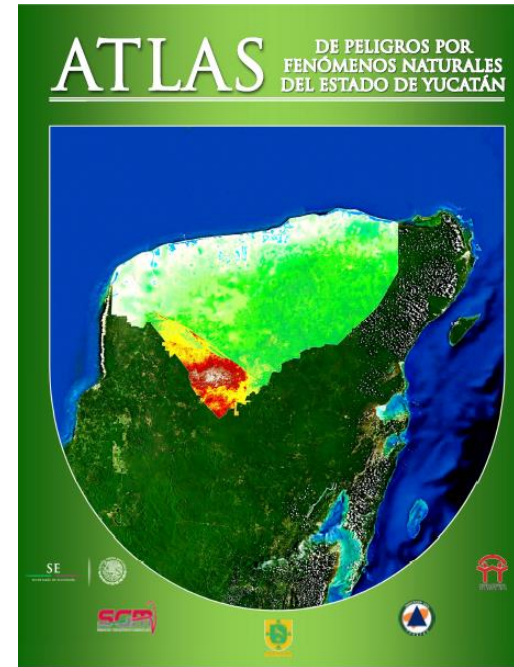 ATLAS
DE PELIGROS POR
FENÓMENOS NATURALES
DEL ESTADO DE YUCATÁN
SE
SGM